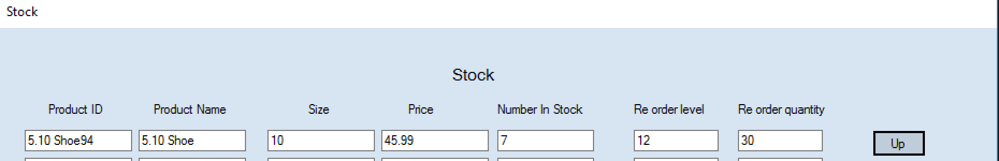 Stock
Stock
Product ID Product Name Size Price Number In Stock Re order level Re order quantity
5.10 Shoe94 5.10 Shoe 10 45.99 7 12 30 Up